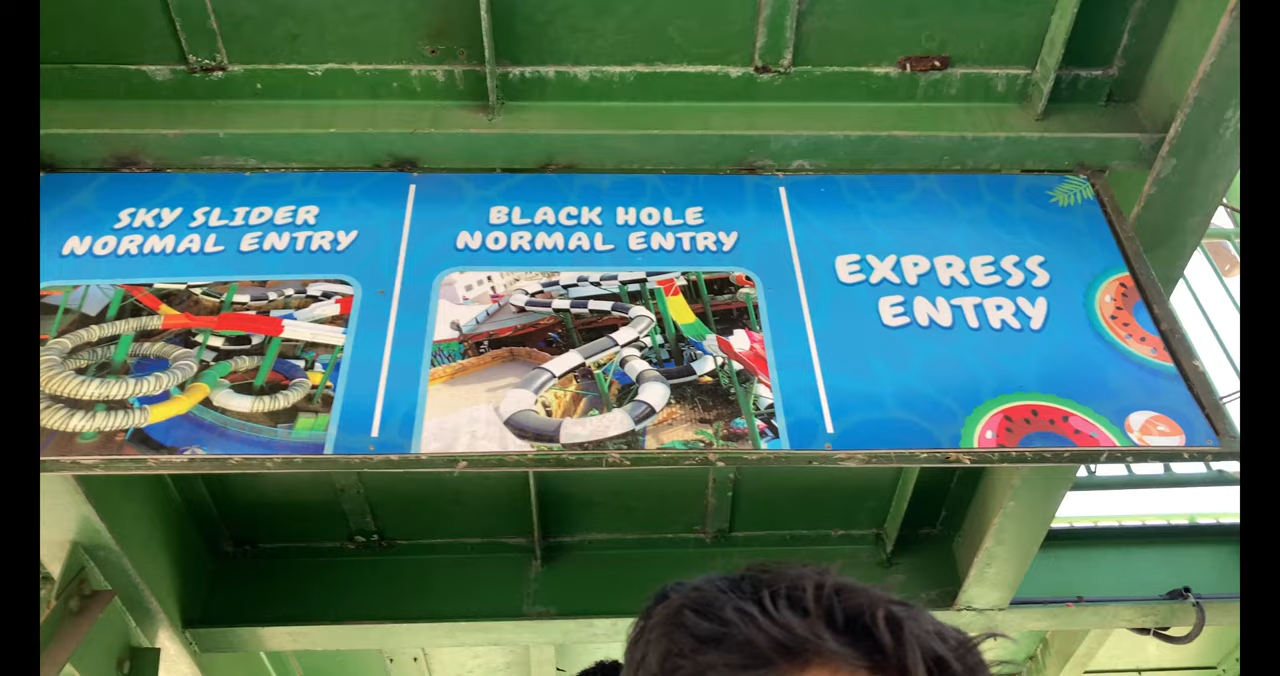 SKY SLIDER
NORMAL ENTRY
BLACK HOLE
NORMAL ENTRY
EXPRESS
ENTRY